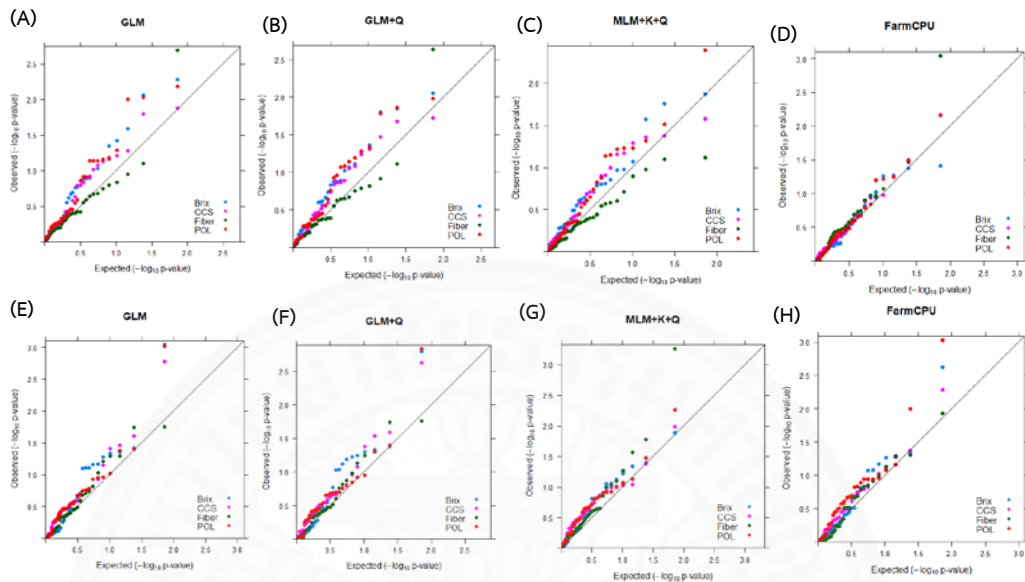 (A)
GLM
Observed (−log10 p-value)
2.5
2.0
1.5
1.0
0.5
Brix
CCS
Fiber
POL
0.5 1.0 1.5 2.0 2.5
Expected (−log10 p-value)
(B)
GLM+Q
Observed (−log10 p-value)
2.5
2.0
1.5
1.0
0.5
Brix
CCS
Fiber
POL
0.5 1.0 1.5 2.0 2.5
Expected (−log10 p-value)
(C)
MLM+K+Q
Observed (−log10 p-value)
2.0
1.5
1.0
0.5
Brix
CCS
Fiber
POL
0.5 1.0 1.5 2.0
Expected (−log10 p-value)
(D)
FarmCPU
Observed (−log10 p-value)
3.0
2.5
2.0
1.5
1.0
0.5
Brix
CCS
Fiber
POL
0.5 1.0 1.5 2.0 2.5 3.0
Expected (−log10 p-value)
(E)
GLM
Observed (−log10 p-value)
3.0
2.5
2.0
1.5
1.0
0.5
Brix
CCS
Fiber
POL
0.5 1.0 1.5 2.0 2.5 3.0
Expected (−log10 p-value)
(F)
GLM+Q
Observed (−log10 p-value)
2.5
2.0
1.5
1.0
0.5
Brix
CCS
Fiber
POL
0.5 1.0 1.5 2.0 2.5
Expected (−log10 p-value)
(G)
MLM+K+Q
Observed (−log10 p-value)
3.0
2.5
2.0
1.5
1.0
0.5
Brix
CCS
Fiber
POL
0.5 1.0 1.5 2.0 2.5 3.0
Expected (−log10 p-value)
(H)
FarmCPU
Observed (−log10 p-value)
3.0
2.5
2.0
1.5
1.0
0.5
Brix
CCS
Fiber
POL
0.5 1.0 1.5 2.0 2.5 3.0
Expected (−log10 p-value)